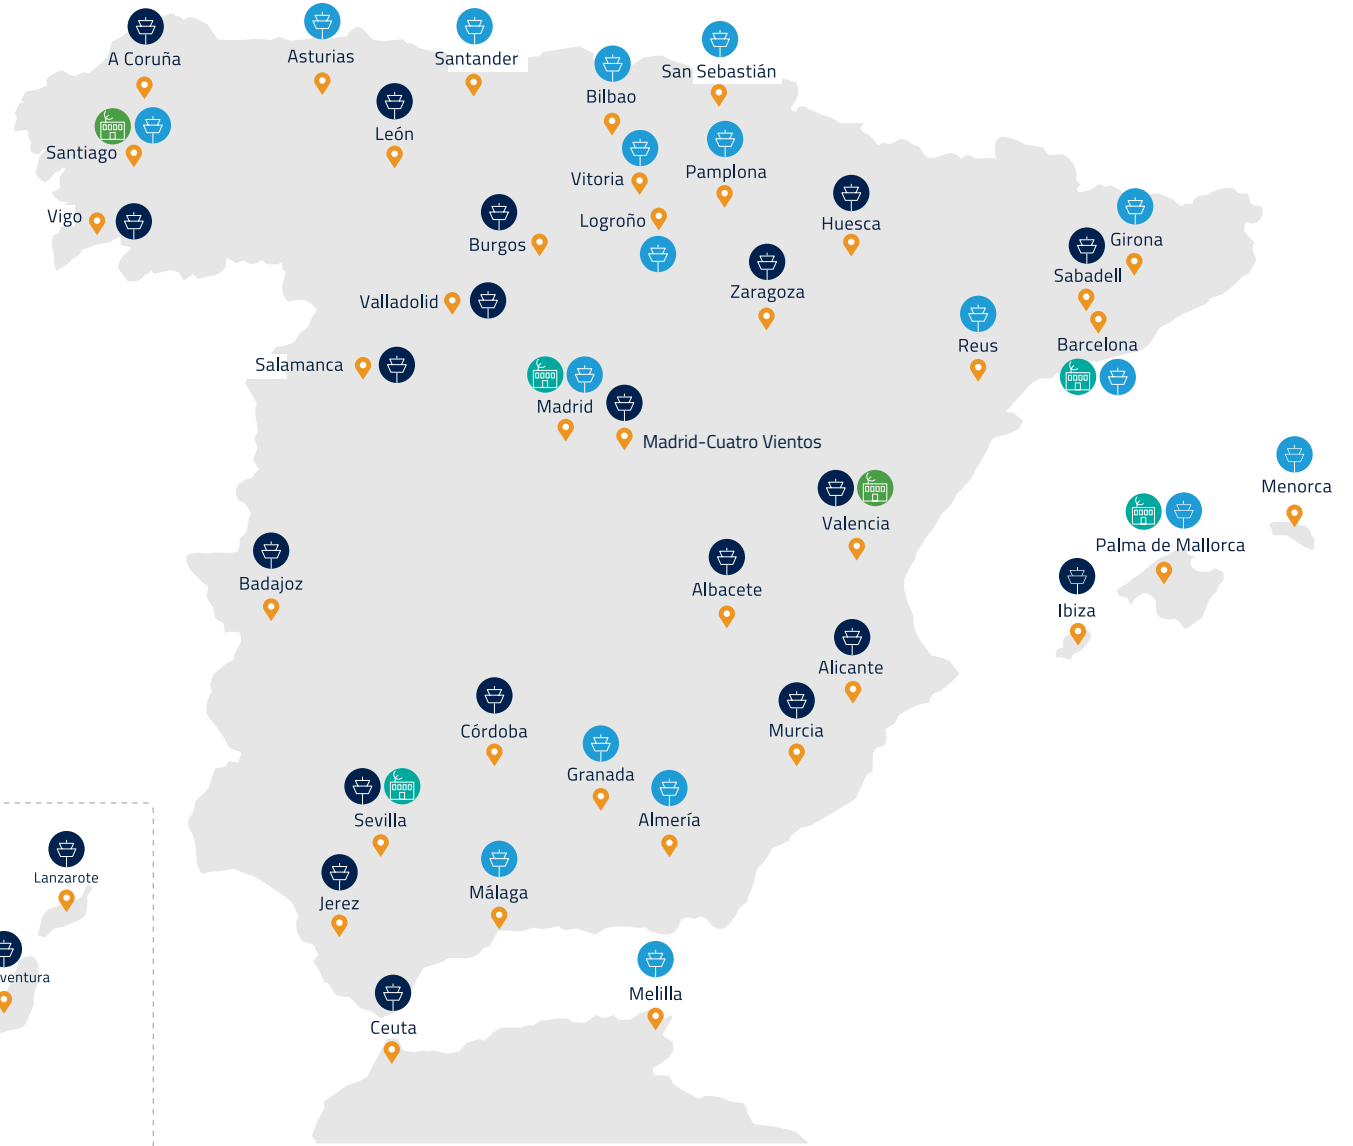 A Coruña
Asturias
Santander
San Sebastián
Bilbao
León
Santiago
Vitoria
Pamplona
Vigo
Logroño
Huesca
Burgos
Girona
Sabadell
Zaragoza
Valladolid
Reus
Barcelona
Salamanca
Madrid
Madrid-Cuatro Vientos
Menorca
Valencia
Palma de Mallorca
Badajoz
Albacete
Ibiza
Alicante
Córdoba
Murcia
Granada
Sevilla
Almería
Lanzarote
Málaga
Jerez
ventura
Melilla
Ceuta